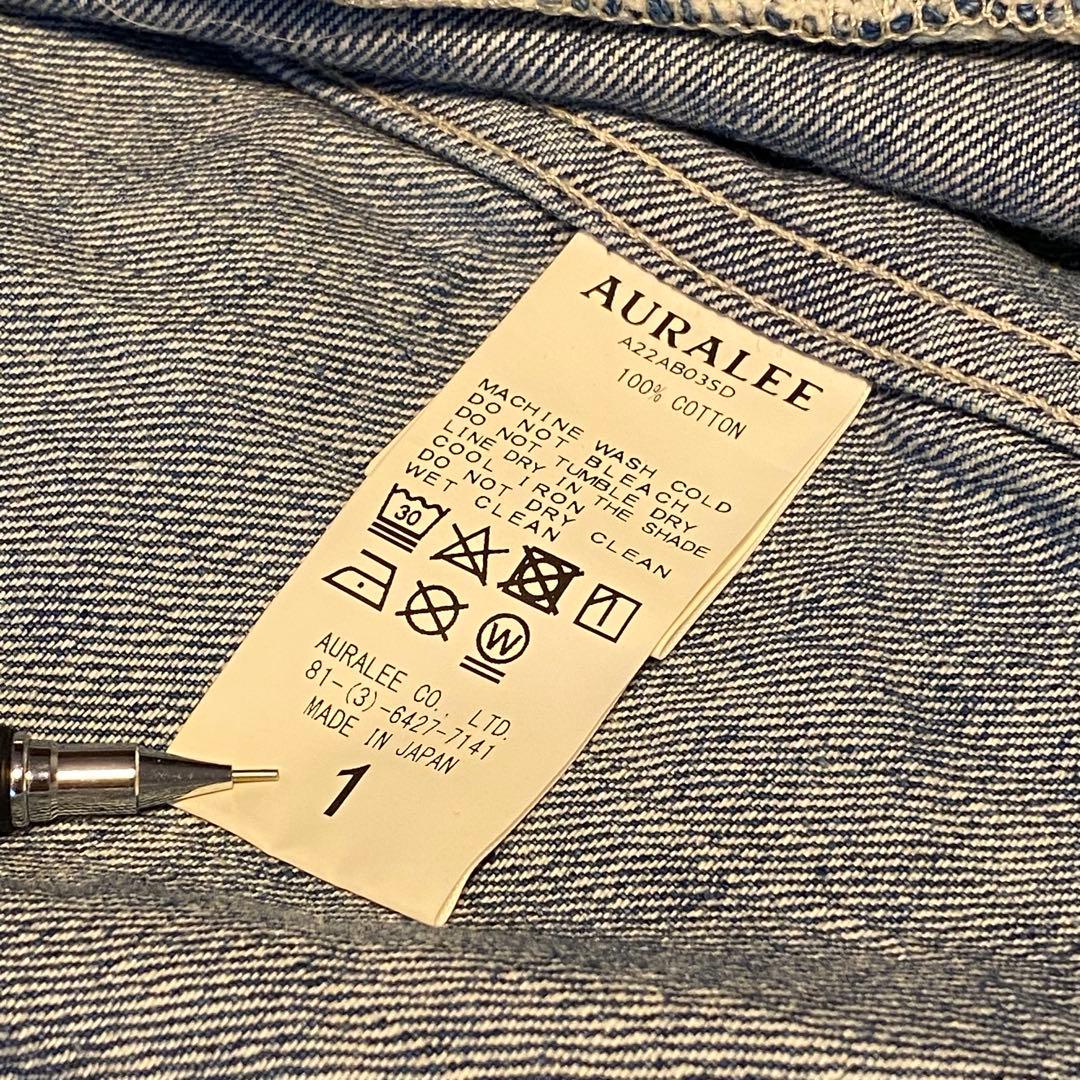 AURALEE
A22AB03SD
100% COTTON
MACHINE WASH COLD
DO NOT BLEACH
DO NOT TUMBLE DRY
LINE DRY IN THE SHADE
COOL IRON
DO NOT DRY CLEAN
WET CLEAN
30
W
AURALEE CO., LTD.
81-(3)-6427-7141
MADE IN JAPAN
1